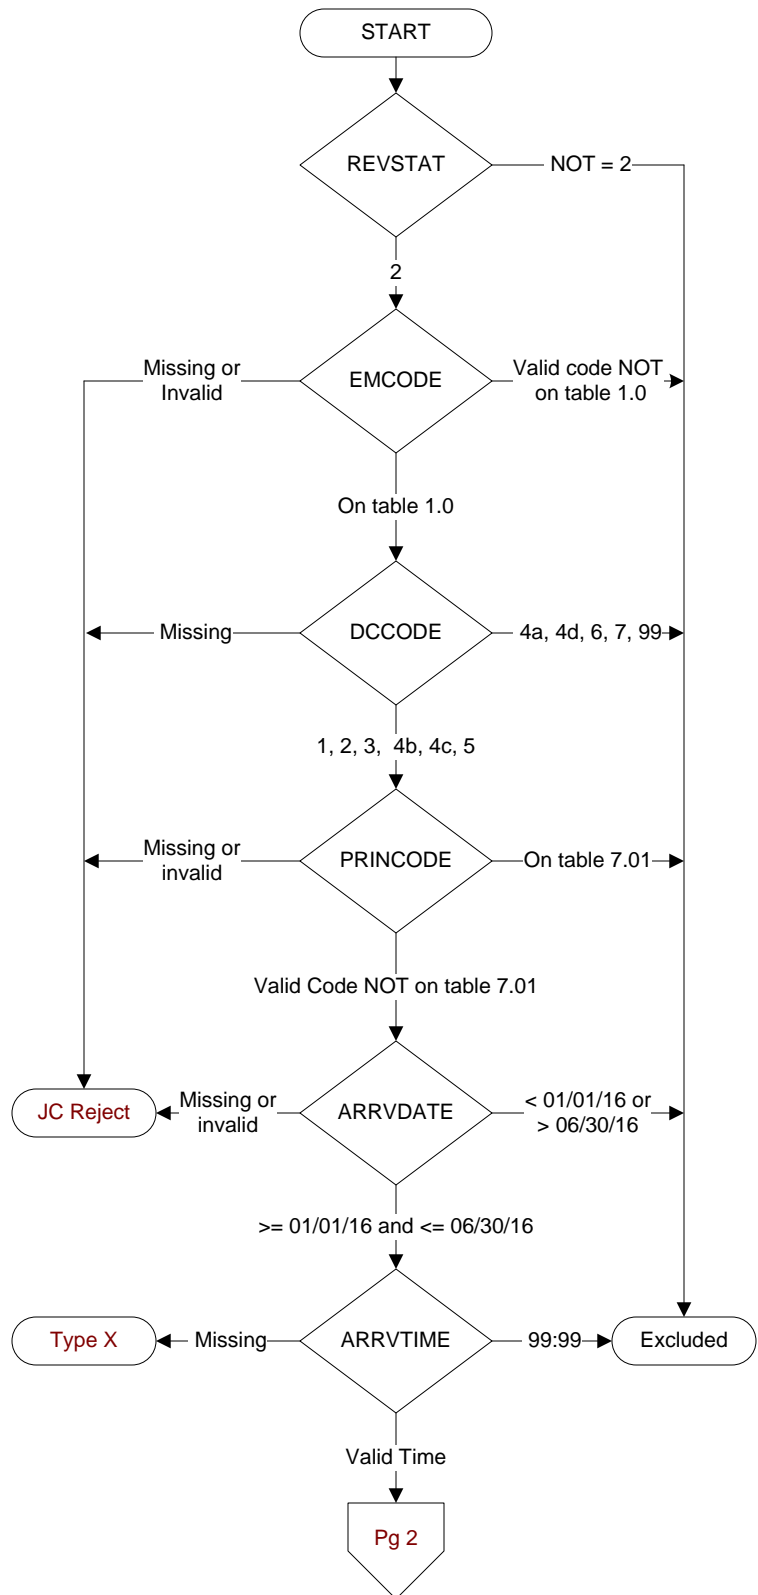 START
REVSTAT
NOT = 2
2
Missing or
Invalid
EMCODE
Valid code NOT
on table 1.0
On table 1.0
Missing
DCCODE
4a, 4d, 6, 7, 99
1, 2, 3, 4b, 4c, 5
Missing or
invalid
PRINCODE
On table 7.01
Valid Code NOT on table 7.01
JC Reject
Missing or
invalid
ARRVDATE
< 01/01/16 or
> 06/30/16
>= 01/01/16 and <= 06/30/16
Type X
Missing
ARRVTIME
99:99
Excluded
Valid Time
Pg 2